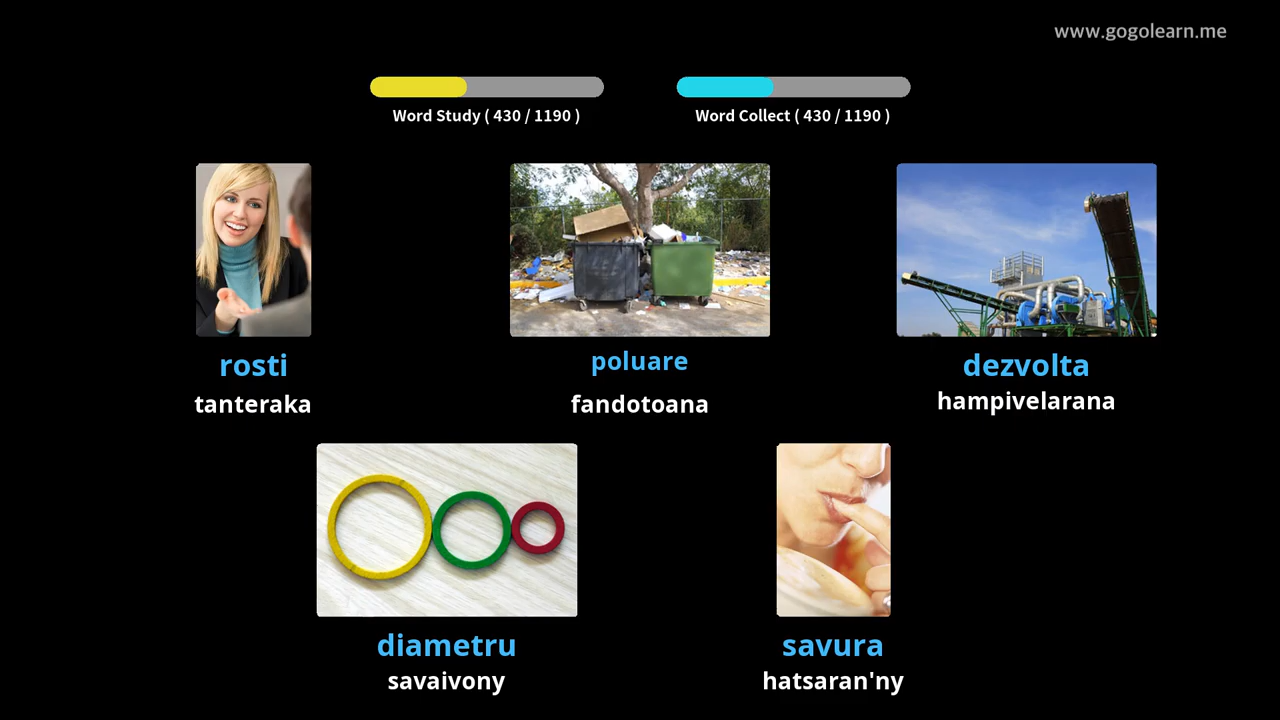 www.gogolearn.me
Word Study ( 430 / 1190 )
Word Collect ( 430 / 1190 )
rosti
tanteraka
poluare
fandotoana
dezvolta
hampivelarana
diametru
savaivony
savura
hatsaran'ny